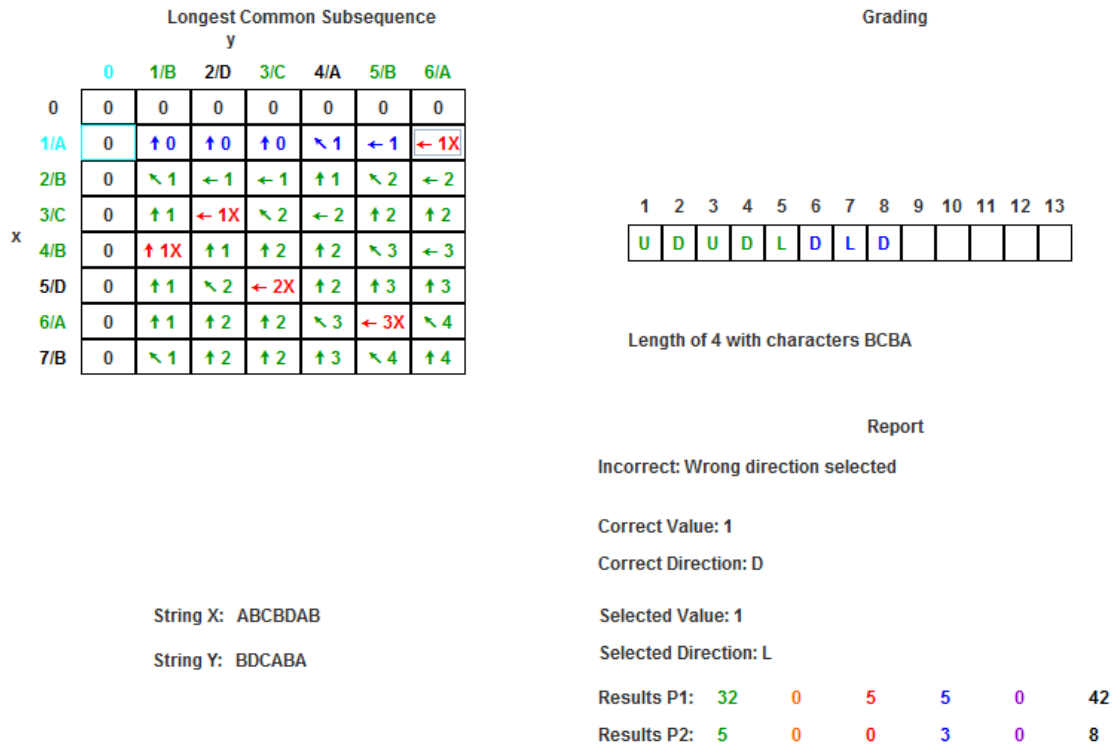 Longest Common Subsequence
y
0 1/B 2/D 3/C 4/A 5/B 6/A
0 0 0 0 0 0 0 0
1/A 0 ↑ 0 ↑ 0 ↑ 0 ↖ 1 ← 1 ← 1X
2/B 0 ↖ 1 ← 1 ← 1 ↑ 1 ↖ 2 ← 2
3/C 0 ↑ 1 ← 1X ↖ 2 ← 2 ↑ 2 ↑ 2
x
4/B 0 ↑ 1X ↑ 1 ↑ 2 ↑ 2 ↖ 3 ← 3
5/D 0 ↑ 1 ↖ 2 ← 2X ↑ 2 ↑ 3 ↑ 3
6/A 0 ↑ 1 ↑ 2 ↑ 2 ↖ 3 ← 3X ↖ 4
7/B 0 ↖ 1 ↑ 2 ↑ 2 ↑ 3 ↖ 4 ↑ 4
String X: ABCBDAB
String Y: BDCABA
Grading
1 2 3 4 5 6 7 8 9 10 11 12 13
U D U D L D L D
Length of 4 with characters BCBA
Report
Incorrect: Wrong direction selected
Correct Value: 1
Correct Direction: D
Selected Value: 1
Selected Direction: L
Results P1: 32 0 5 5 0 42
Results P2: 5 0 0 3 0 8